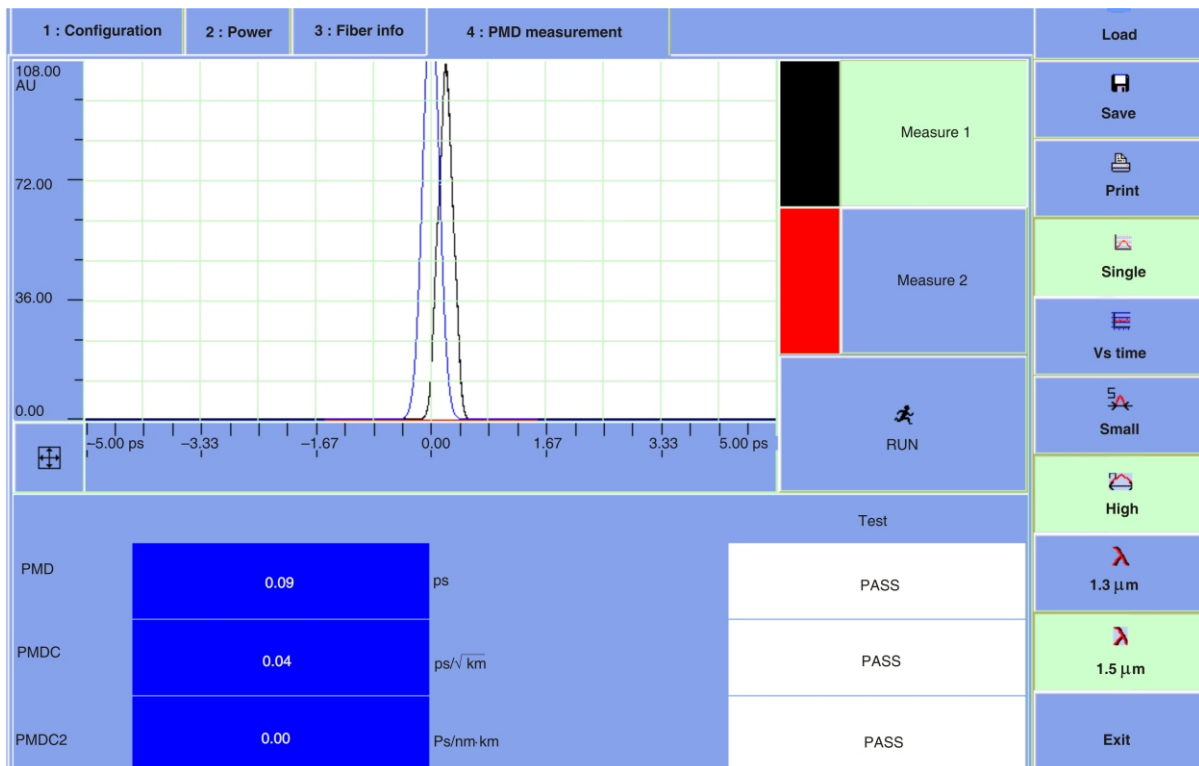 1 : Configuration
2 : Power
3 : Fiber info
4 : PMD measurement
Load
108.00
AU
72.00
36.00
0.00
−5.00 ps
−3.33
−1.67
0.00
1.67
3.33
5.00 ps
Measure 1
Measure 2
RUN
Save
Print
Single
Vs time
S
Small
High
λ
1.3 μm
λ
1.5 μm
Exit
Test
PMD
0.09
ps
PASS
PMDC
0.04
ps/√km
PASS
PMDC2
0.00
Ps/nm·km
PASS